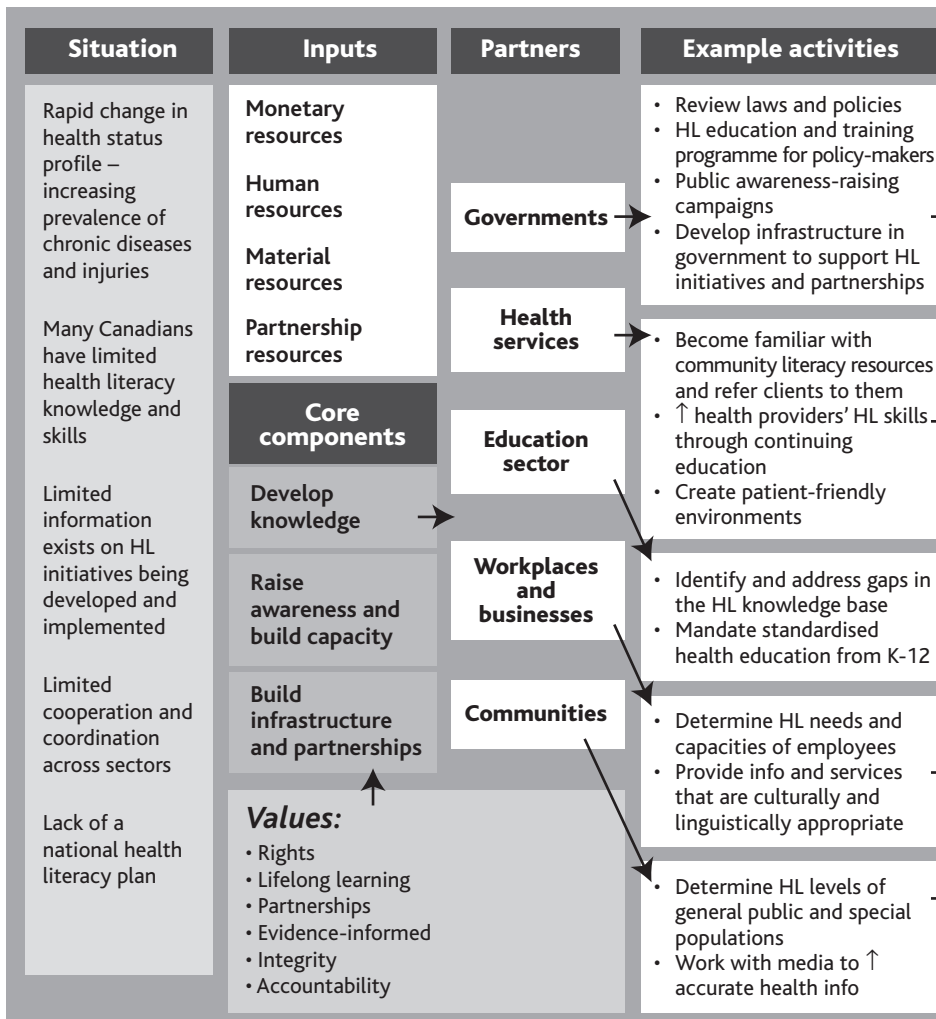 Situation
Rapid change in
health status
profile –
increasing
prevalence of
chronic diseases
and injuries
Many Canadians
have limited
health literacy
knowledge and
skills
Limited
information
exists on HL
initiatives being
developed and
implemented
Limited
cooperation and
coordination
across sectors
Lack of a
national health
literacy plan
Inputs
Monetary
resources
Human
resources
Material
resources
Partnership
resources
Core
components
Develop
knowledge
Raise
awareness and
build capacity
Build
infrastructure
and partnerships
Values:
• Rights
• Lifelong learning
• Partnerships
• Evidence-informed
• Integrity
• Accountability
Partners
Governments
Health
services
Education
sector
Workplaces
and
businesses
Communities
Example activities
• Review laws and policies
• HL education and training
programme for policy-makers
• Public awareness-raising
campaigns
• Develop infrastructure in
government to support HL
initiatives and partnerships
• Become familiar with
community literacy resources
and refer clients to them
• ↑ health providers’ HL skills
through continuing
education
• Create patient-friendly
environments
• Identify and address gaps in
the HL knowledge base
• Mandate standardised
health education from K-12
• Determine HL needs and
capacities of employees
• Provide info and services
that are culturally and
linguistically appropriate
• Determine HL levels of
general public and special
populations
• Work with media to ↑
accurate health info